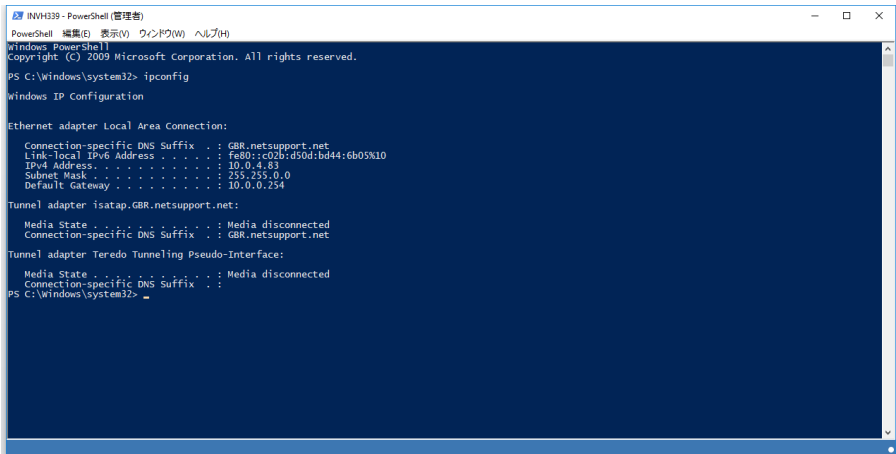 INVH339 - PowerShell (管理者)
PowerShell 編集(E) 表示(V) ウィンドウ(W) ヘルプ(H)
Windows PowerShell
Copyright (C) 2009 Microsoft Corporation. All rights reserved.
PS C:\Windows\system32> ipconfig
Windows IP Configuration
Ethernet adapter Local Area Connection:
Connection-specific DNS Suffix . : GBR.netsupport.net
Link-local IPv6 Address . . . . . : fe80::c02b:d50d:bd44:6b05%10
IPv4 Address. . . . . . . . . . . : 10.0.4.83
Subnet Mask . . . . . . . . . . . : 255.255.0.0
Default Gateway . . . . . . . . . : 10.0.0.254
Tunnel adapter isatap.GBR.netsupport.net:
Media State . . . . . . . . . . . : Media disconnected
Connection-specific DNS Suffix . : GBR.netsupport.net
Tunnel adapter Teredo Tunneling Pseudo-Interface:
Media State . . . . . . . . . . . : Media disconnected
Connection-specific DNS Suffix . :
PS C:\Windows\system32> _